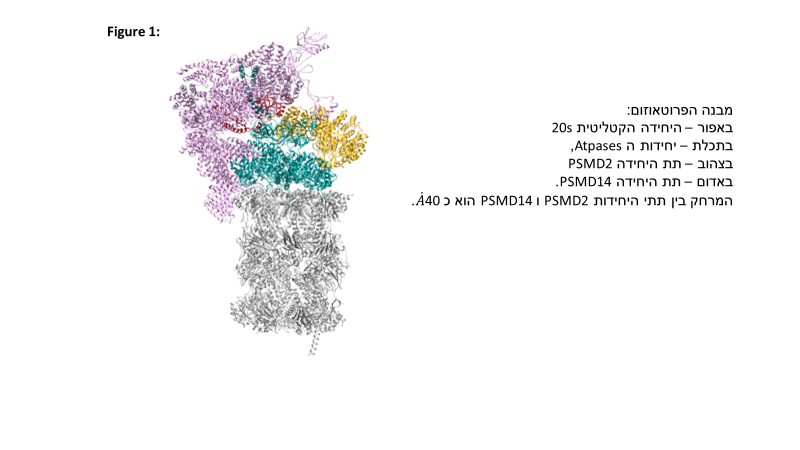 Figure 1:
מבנה הפרוטאוזום:
באפור – היחידה הקטליטית 20s
בתכלת – יחידות ה Atpases,
בצהוב – תת היחידה PSMD2
באדום – תת היחידה PSMD14.
המרחק בין תתי היחידות PSMD2 ו PSMD14 הוא כ 40Å.